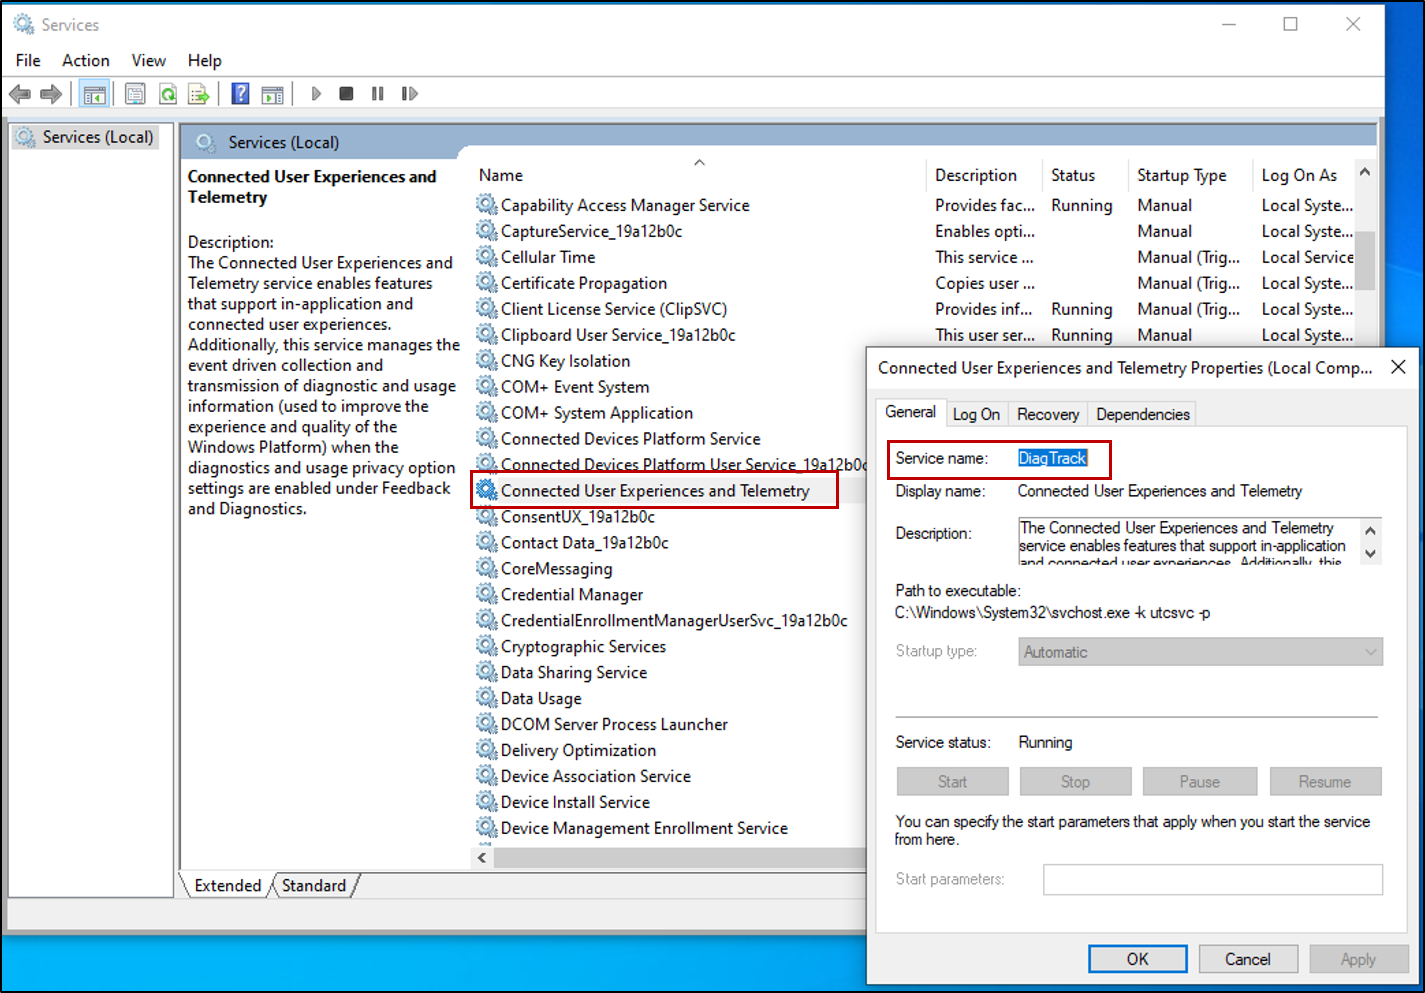 Services
File Action View Help
Services (Local)
Services (Local)
Connected User Experiences and
Telemetry
Description:
The Connected User Experiences and
Telemetry service enables features
that support in-application and
connected user experiences.
Additionally, this service manages the
event driven collection and
transmission of diagnostic and usage
information (used to improve the
experience and quality of the
Windows Platform) when the
diagnostics and usage privacy option
settings are enabled under Feedback
and Diagnostics.
Name Description Status Startup Type Log On As
Capability Access Manager Service Provides fac... Running Manual Local Syste...
CaptureService_19a12b0c Enables opti... Manual Local Syste...
Cellular Time This service ... Manual (Trig... Local Service
Certificate Propagation Copies user ... Manual (Trig... Local Syste...
Client License Service (ClipSVC) Provides inf... Running Manual (Trig... Local Syste...
Clipboard User Service_19a12b0c This user ser... Running Manual Local Syste...
CNG Key Isolation
COM+ Event System
COM+ System Application
Connected Devices Platform Service
Connected Devices Platform User Service_19a12b0c
Connected User Experiences and Telemetry
ConsentUX_19a12b0c
Contact Data_19a12b0c
CoreMessaging
Credential Manager
CredentialEnrollmentManagerUserSvc_19a12b0c
Cryptographic Services
Data Sharing Service
Data Usage
DCOM Server Process Launcher
Delivery Optimization
Device Association Service
Device Install Service
Device Management Enrollment Service
Extended Standard
Connected User Experiences and Telemetry Properties (Local Comp...
General Log On Recovery Dependencies
Service name: DiagTrack
Display name: Connected User Experiences and Telemetry
Description: The Connected User Experiences and Telemetry
service enables features that support in-application
and connected user experiences. Additionally, this
Path to executable:
C:\Windows\System32\svchost.exe -k utcsvc -p
Startup type: Automatic
Service status: Running
Start Stop Pause Resume
You can specify the start parameters that apply when you start the service
from here.
Start parameters:
OK Cancel Apply